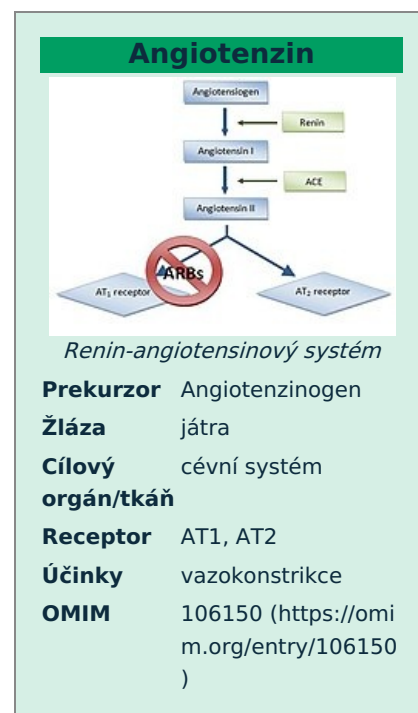 Angiotenzin
Angiotensiogen
Renin
Angiotensin I
ACE
Angiotensin II
ARBs
AT1 receptor
AT2 receptor
Renin-angiotensinový systém
Prekurzor Angiotenzinogen
Žláza játra
Cílový cévní systém
orgán/tkáň
Receptor AT1, AT2
Účinky vazokonstrikce
OMIM 106150 (https://omi
m.org/entry/106150
)